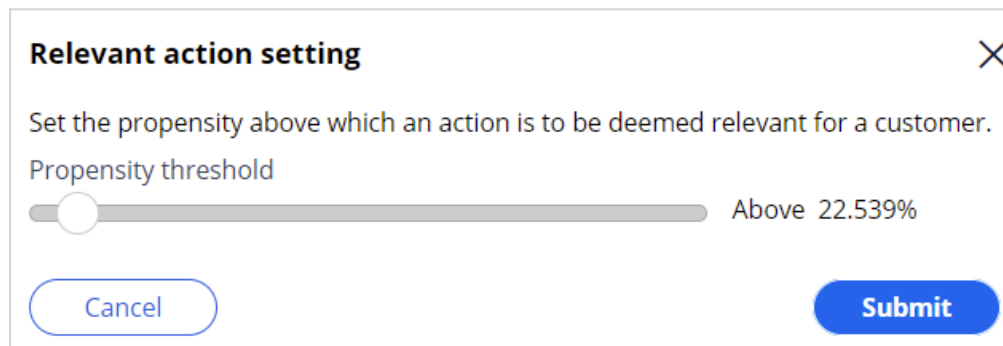 Relevant action setting
Set the propensity above which an action is to be deemed relevant for a customer.
Propensity threshold
Above 22.539%
Cancel
Submit